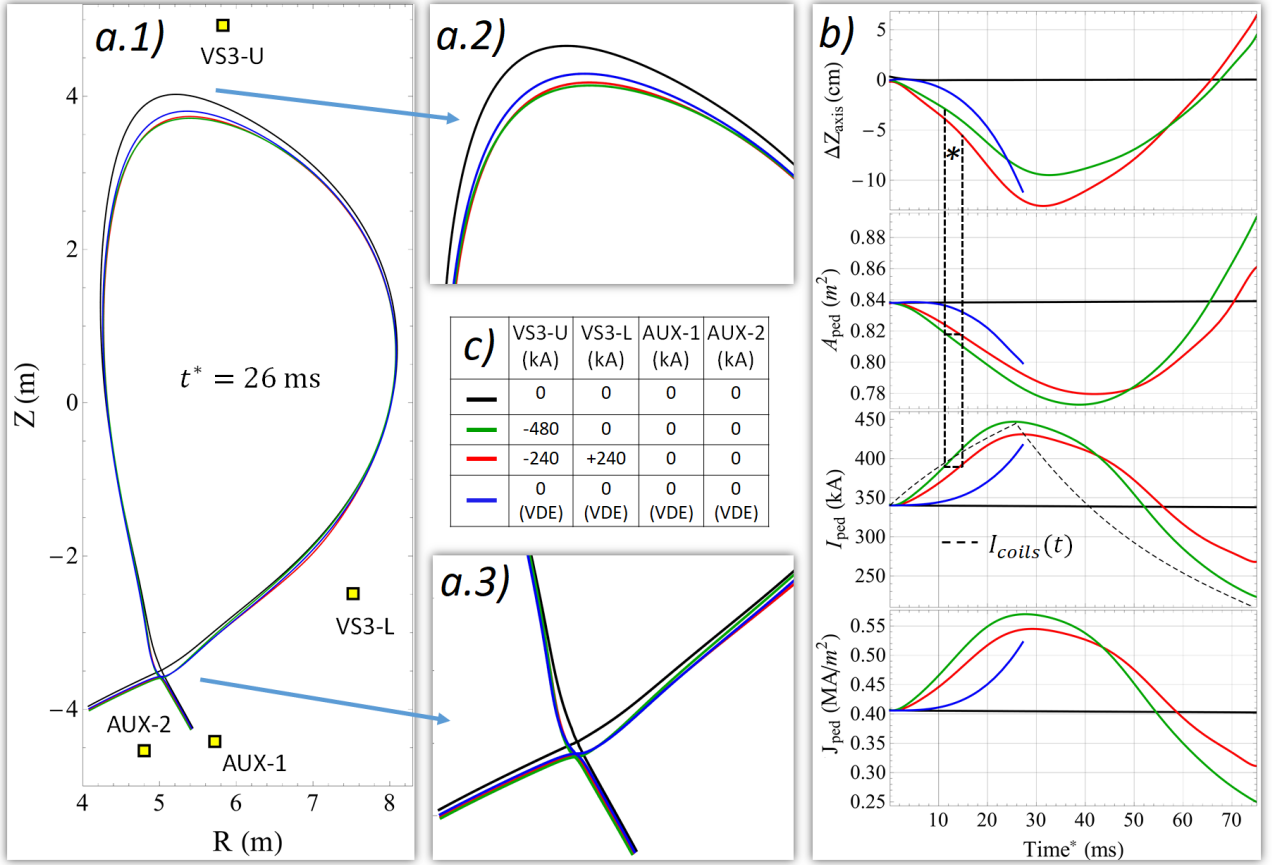 a.1)
VS3-U
4
2
0
−2
−4
Z (m)
t* = 26 ms
VS3-L
AUX-2
AUX-1
4 5 6 7 8
R (m)
a.2)
c)
VS3-U (kA) VS3-L (kA) AUX-1 (kA) AUX-2 (kA)
0 0 0 0
-480 0 0 0
-240 +240 0 0
0 (VDE) 0 (VDE) 0 (VDE) 0 (VDE)
a.3)
b)
5
0
−5
−10
ΔZaxis (cm)
*
0.88
0.86
0.84
0.82
0.80
0.78
Aped (m²)
450
400
350
300
250
Iped (kA)
Icoils(t)
0.55
0.50
0.45
0.40
0.35
0.30
0.25
Jped (MA/m²)
10 20 30 40 50 60 70
Time* (ms)